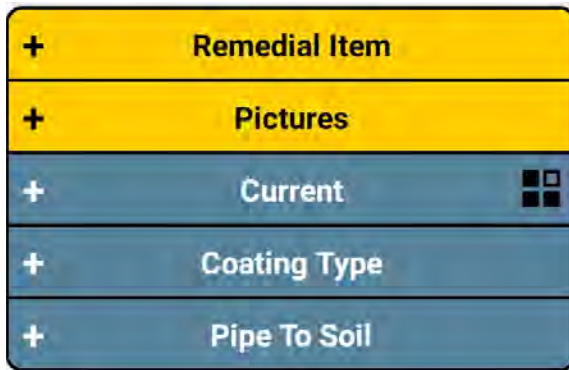 + Remedial Item
+ Pictures
+ Current
+ Coating Type
+ Pipe To Soil